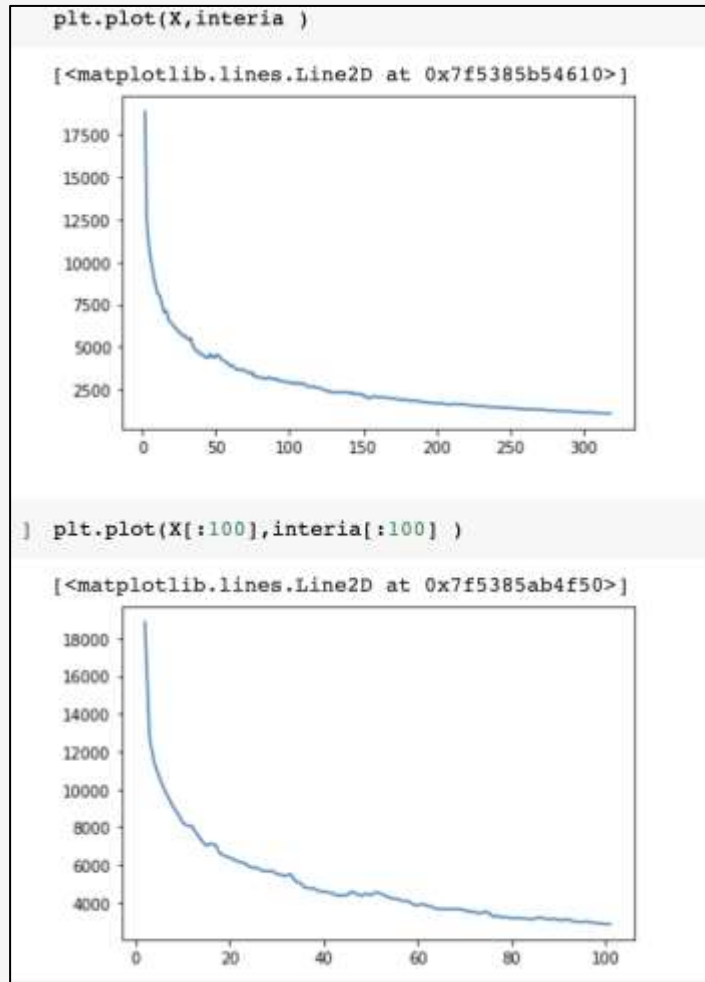 plt.plot(X,interia )
[<matplotlib.lines.Line2D at 0x7f5385b54610>]
17500
15000
12500
10000
7500
5000
2500
0 50 100 150 200 250 300
] plt.plot(X[:100],interia[:100] )
[<matplotlib.lines.Line2D at 0x7f5385ab4f50>]
18000
16000
14000
12000
10000
8000
6000
4000
0 20 40 60 80 100